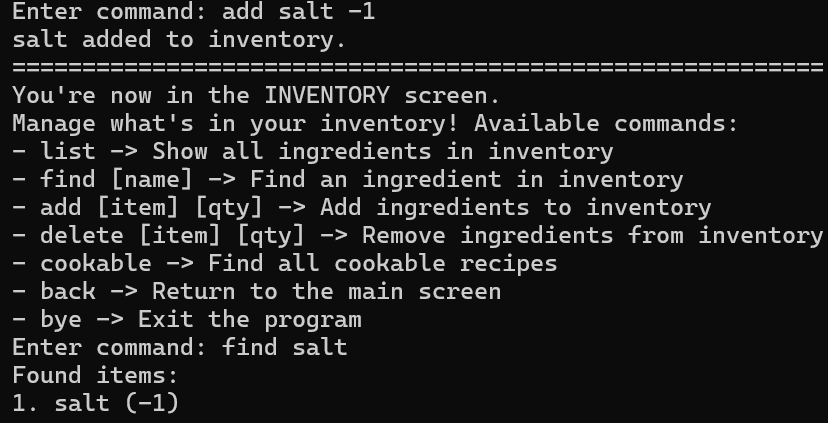 Enter command: add salt -1
salt added to inventory.
==========================================================
You're now in the INVENTORY screen.
Manage what's in your inventory! Available commands:
- list -> Show all ingredients in inventory
- find [name] -> Find an ingredient in inventory
- add [item] [qty] -> Add ingredients to inventory
- delete [item] [qty] -> Remove ingredients from inventory
- cookable -> Find all cookable recipes
- back -> Return to the main screen
- bye -> Exit the program
Enter command: find salt
Found items:
1. salt (-1)